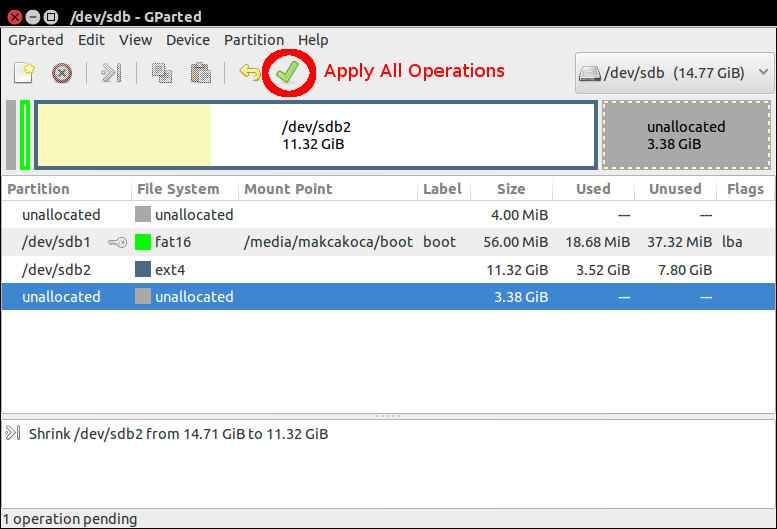 /dev/sdb - GParted
GParted Edit View Device Partition Help
Apply All Operations
/dev/sdb (14.77 GiB)
/dev/sdb2
11.32 GiB
unallocated
3.38 GiB
Partition File System Mount Point Label Size Used Unused Flags
unallocated unallocated 4.00 MiB --- ---
/dev/sdb1 fat16 /media/makcakoca/boot boot 56.00 MiB 18.68 MiB 37.32 MiB lba
/dev/sdb2 ext4 11.32 GiB 3.52 GiB 7.80 GiB
unallocated unallocated 3.38 GiB --- ---
Shrink /dev/sdb2 from 14.71 GiB to 11.32 GiB
1 operation pending